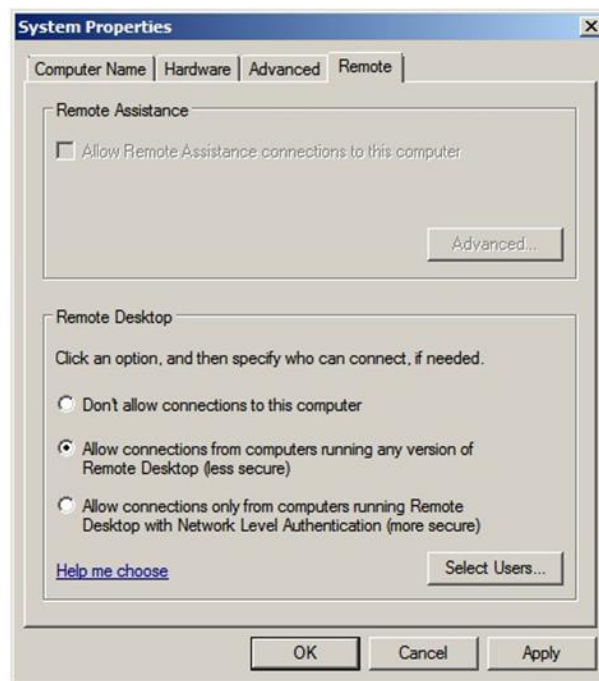 System Properties
Computer Name
Hardware
Advanced
Remote
Remote Assistance
Allow Remote Assistance connections to this computer
Advanced...
Remote Desktop
Click an option, and then specify who can connect, if needed.
Don't allow connections to this computer
Allow connections from computers running any version of
Remote Desktop (less secure)
Allow connections only from computers running Remote
Desktop with Network Level Authentication (more secure)
Help me choose
Select Users...
OK
Cancel
Apply